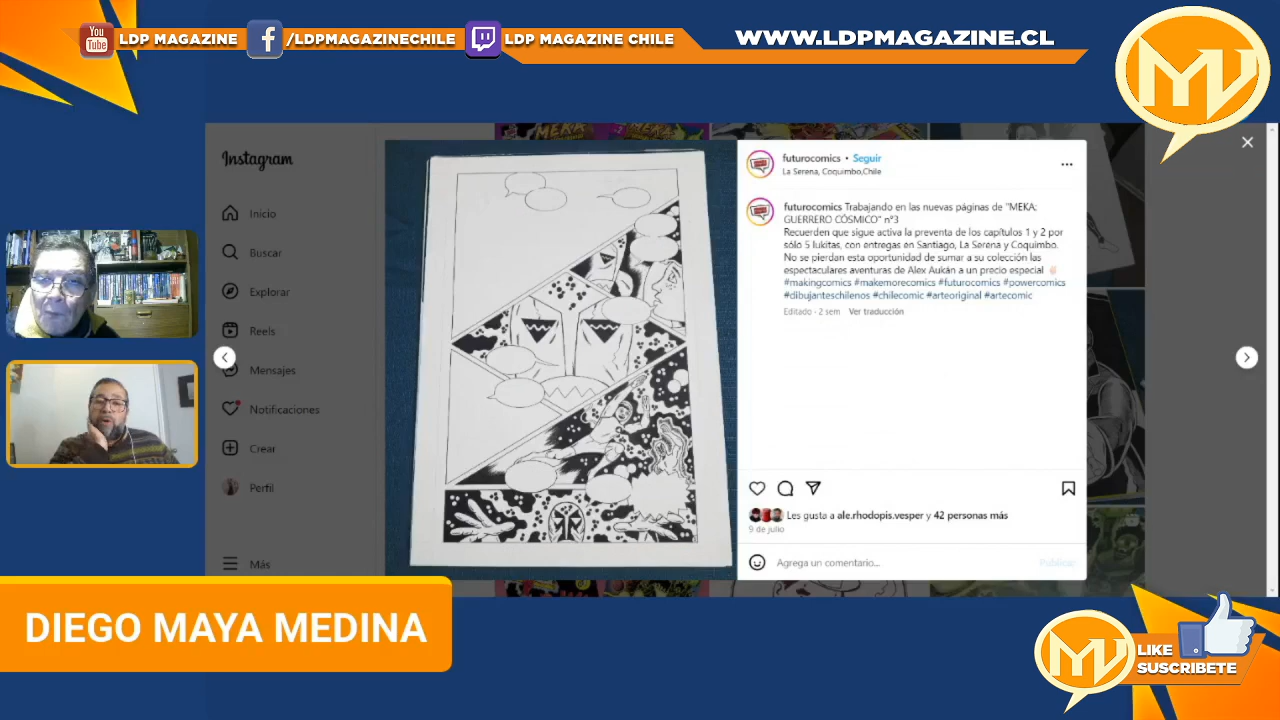 You
Tube
LDP MAGAZINE
/LDPMAGAZINECHILE
LDP MAGAZINE CHILE
WWW.LDPMAGAZINE.CL
MV
Instagram
Inicio
Buscar
Explorar
Reels
Mensajes
Notificaciones
Crear
Perfil
Más
MEKA
futurocomics • Seguir
La Serena, Coquimbo,Chile
futurocomics Trabajando en las nuevas páginas de "MEKA:
GUERRERO CÓSMICO" n°3
Recuerden que sigue activa la preventa de los capítulos 1 y 2 por
sólo 5 lukitas, con entregas en Santiago, La Serena y Coquimbo.
No se pierdan esta oportunidad de sumar a su colección las
espectaculares aventuras de Alex Aukán a un precio especial ✌🏻
#makingcomics #makemorecomics #futurocomics #powercomics
#dibujanteschilenos #chilecomic #arteoriginal #artecomic
Editado · 2 sem Ver traducción
Les gusta a ale.rhodopis.vesper y 42 personas más
9 de julio
Agrega un comentario...
Publicar
DIEGO MAYA MEDINA
MV
LIKE
SUSCRIBETE